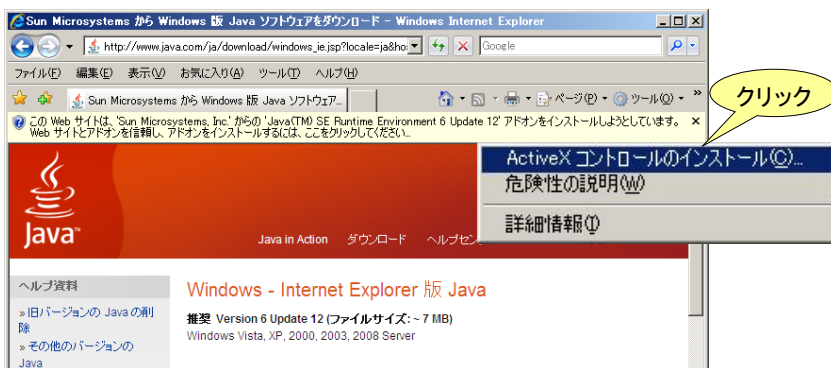 Sun Microsystems から Windows 版 Java ソフトウェアをダウンロード - Windows Internet Explorer
http://www.java.com/ja/download/windows_ie.jsp?locale=ja&ho:
Google
ファイル(F) 編集(E) 表示(V) お気に入り(A) ツール(T) ヘルプ(H)
Sun Microsystems から Windows 版 Java ソフトウェア...
ページ(P) ツール(O)
クリック
この Web サイトは、'Sun Microsystems, Inc.' からの 'Java(TM) SE Runtime Environment 6 Update 12' アドオンをインストールしようとしています。
Web サイトとアドオンを信頼し、アドオンをインストールするには、ここをクリックしてください...
ActiveX コントロールのインストール(C)...
危険性の説明(W)
詳細情報(I)
Java™
Java in Action ダウンロード ヘルプセン
ヘルプ資料
» 旧バージョンの Java の削
除
» その他のバージョンの
Java
Windows - Internet Explorer 版 Java
推奨 Version 6 Update 12 (ファイルサイズ: ~ 7 MB)
Windows Vista, XP, 2000, 2003, 2008 Server